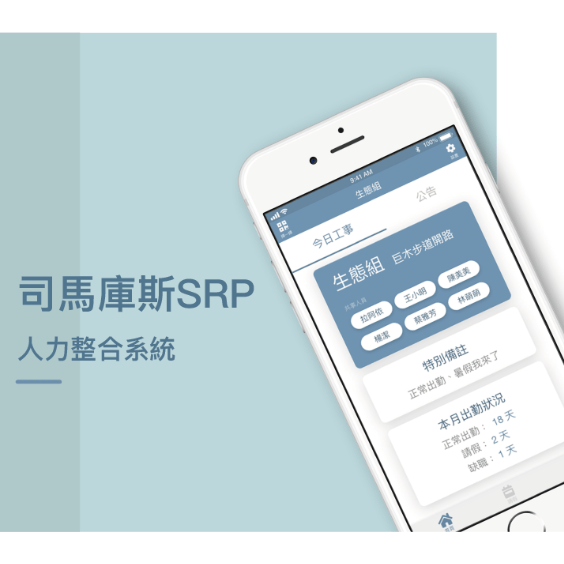 司馬庫斯SRP
人力整合系統
9:41 AM
100%
生態組
今日工事
公告
生態組 巨木步道開路
拉阿依 王小明 陳美美
楊潔 蔡雅芳 林萌萌
特別備註
正常出勤、暑假我來了
本月出勤狀況
正常出勤： 18 天
請假： 2 天
缺職： 1 天